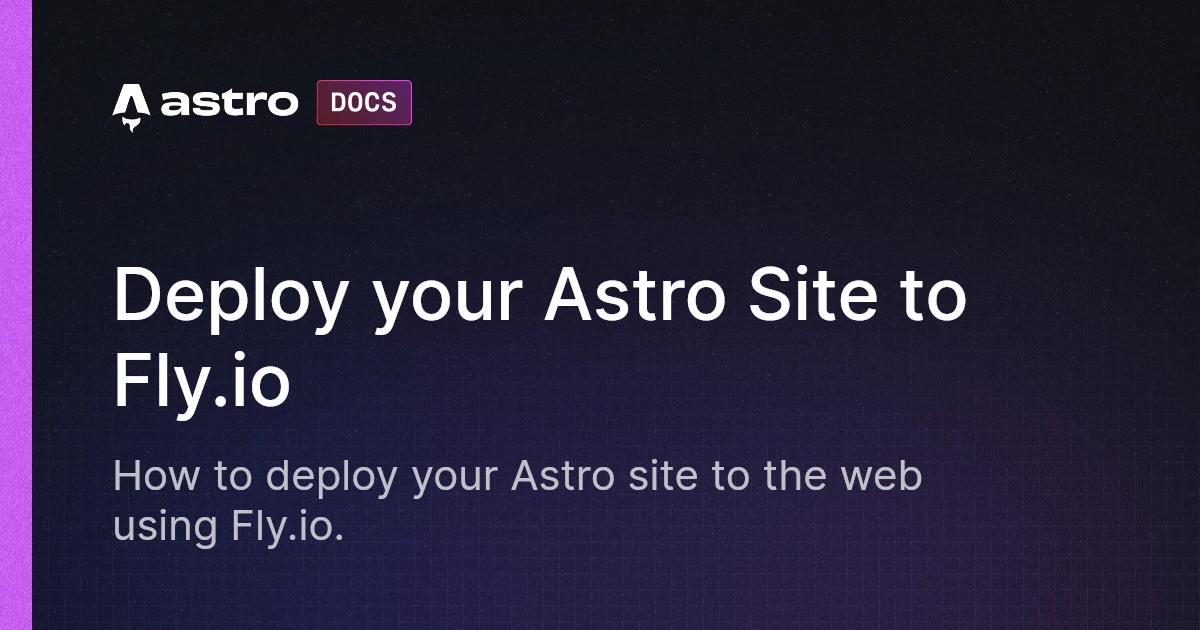 astro DOCS
Deploy your Astro Site to
Fly.io
How to deploy your Astro site to the web
using Fly.io.